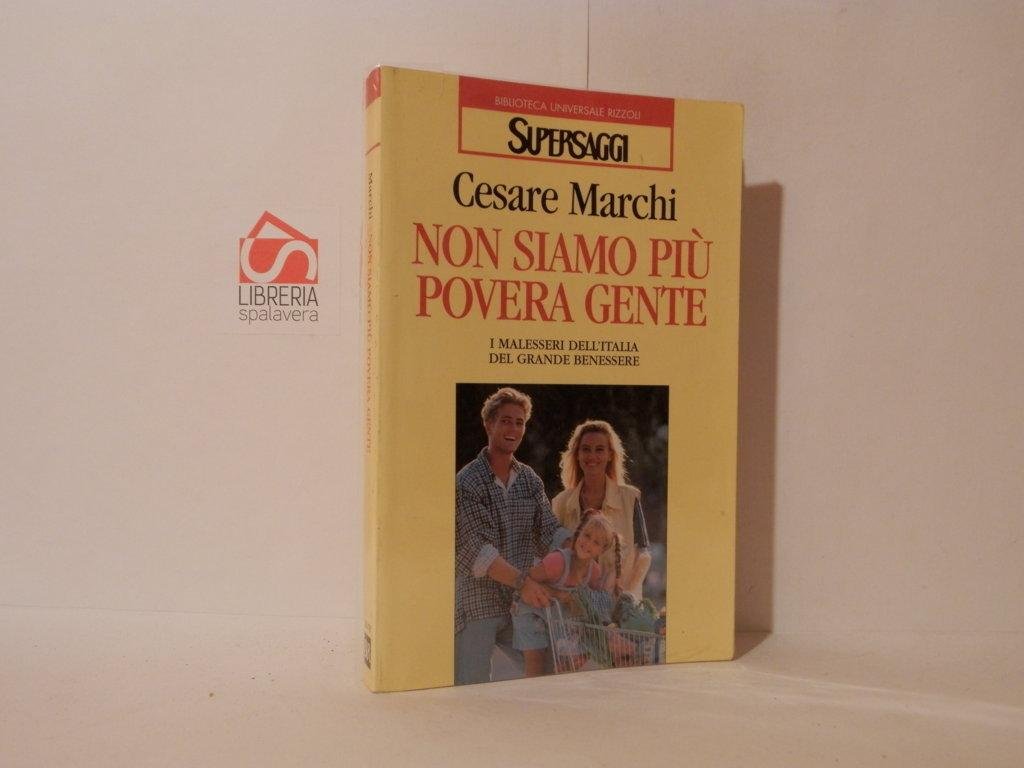 BIBLIOTECA UNIVERSALE RIZZOLI
SUPERSAGGI
Cesare Marchi
NON SIAMO PIÙ
POVERA GENTE
I MALESSERI DELL'ITALIA
DEL GRANDE BENESSERE
Marchi NON SIAMO PIÙ POVERA GENTE
LIBRERIA
spalavera